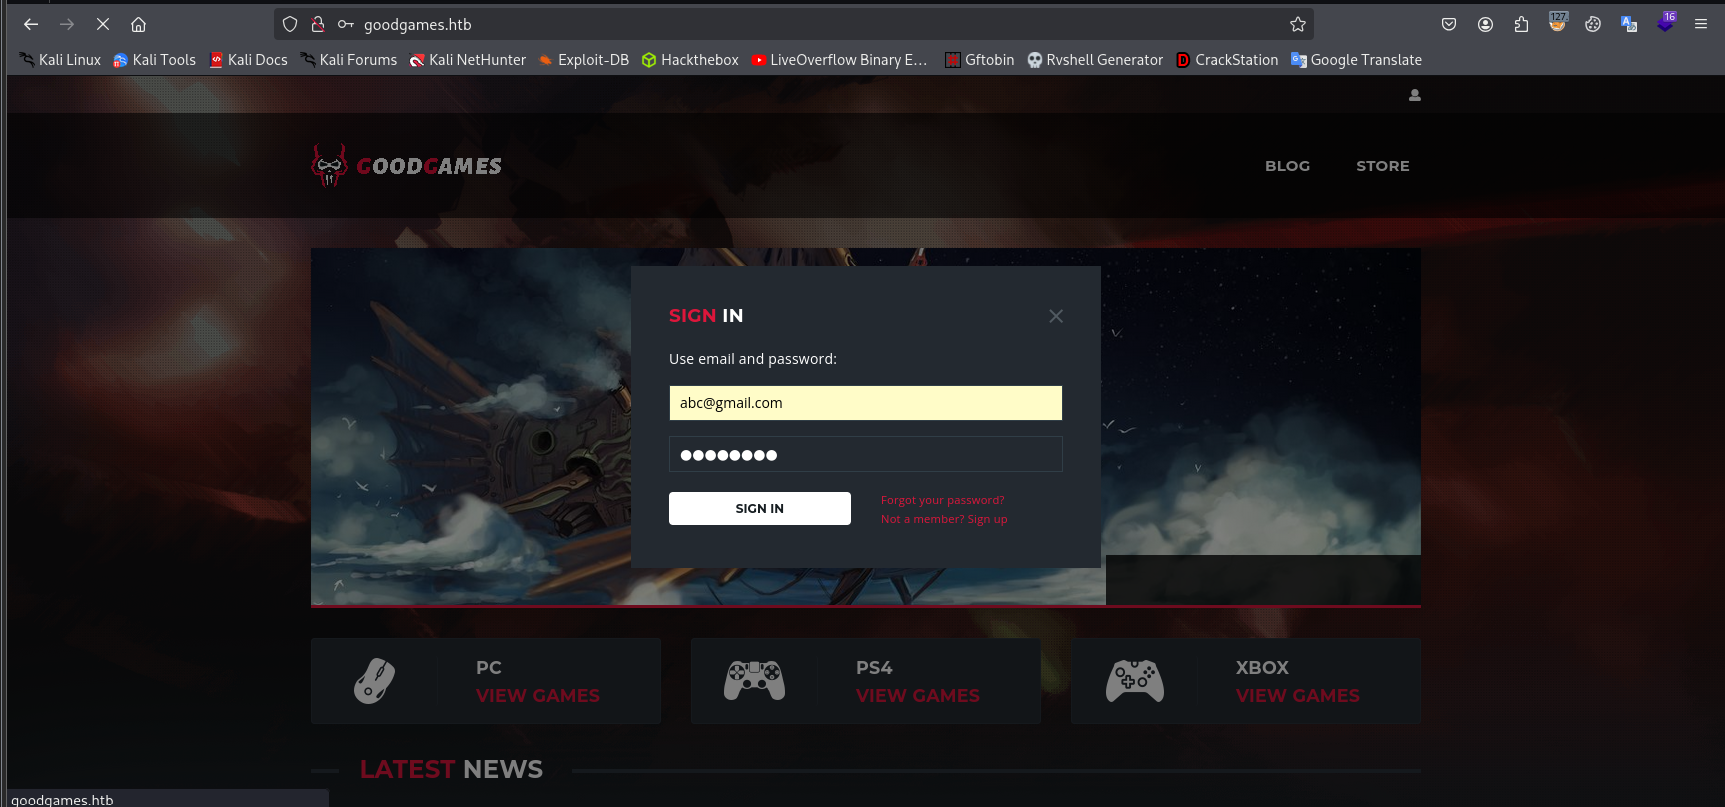 goodgames.htb
127.
16
Kali Linux Kali Tools Kali Docs Kali Forums Kali NetHunter Exploit-DB Hackthebox LiveOverflow Binary E… Gftobin Rvshell Generator CrackStation Google Translate
GOODGAMES
BLOG STORE
SIGN IN
Use email and password:
abc@gmail.com
SIGN IN
Forgot your password?
Not a member? Sign up
PC
VIEW GAMES
PS4
VIEW GAMES
XBOX
VIEW GAMES
LATEST NEWS
goodgames.htb